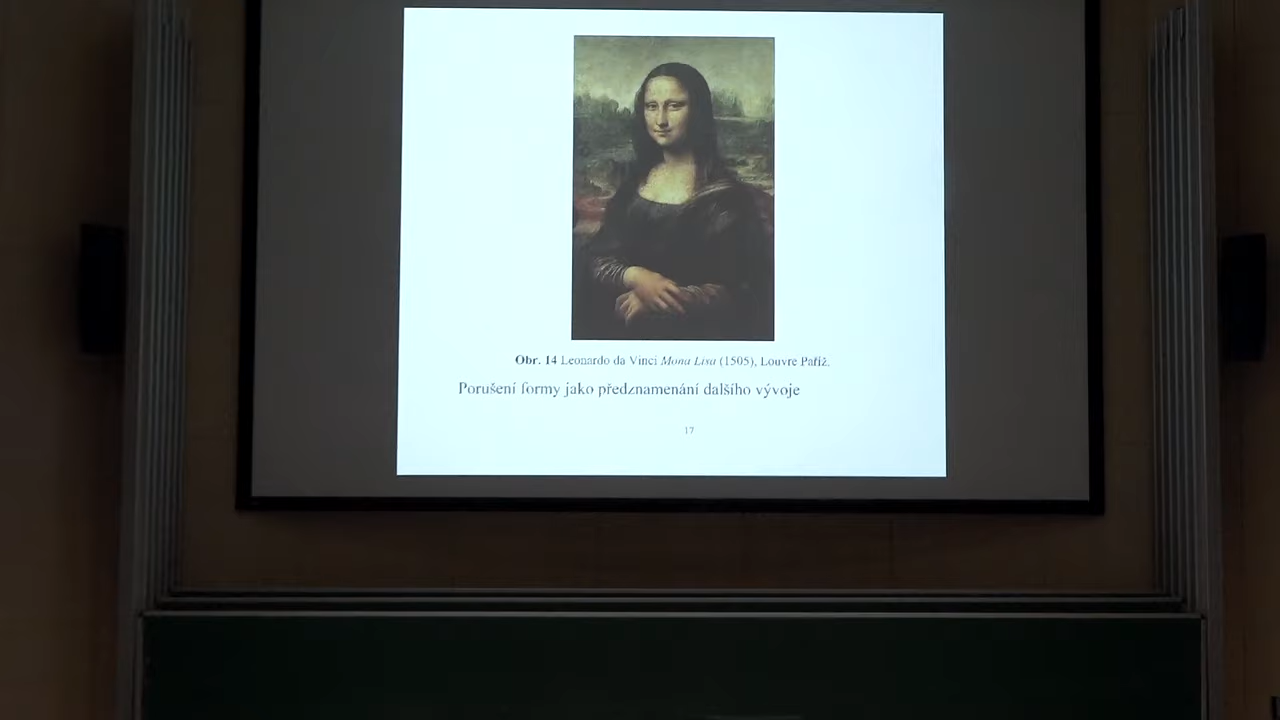 Obr. 14 Leonardo da Vinci Mona Lisa (1505), Louvre Paříž.
Porušení formy jako předznamenání dalšího vývoje
17